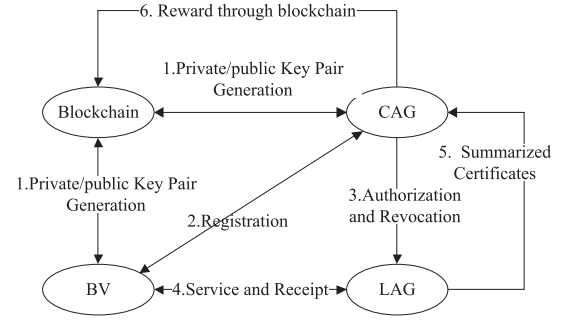 6. Reward through blockchain
1.Private/public Key Pair
Generation
Blockchain
CAG
5. Summarized
Certificates
1.Private/public Key Pair
Generation
3.Authorization
and Revocation
2.Registration
BV
4.Service and Receipt
LAG